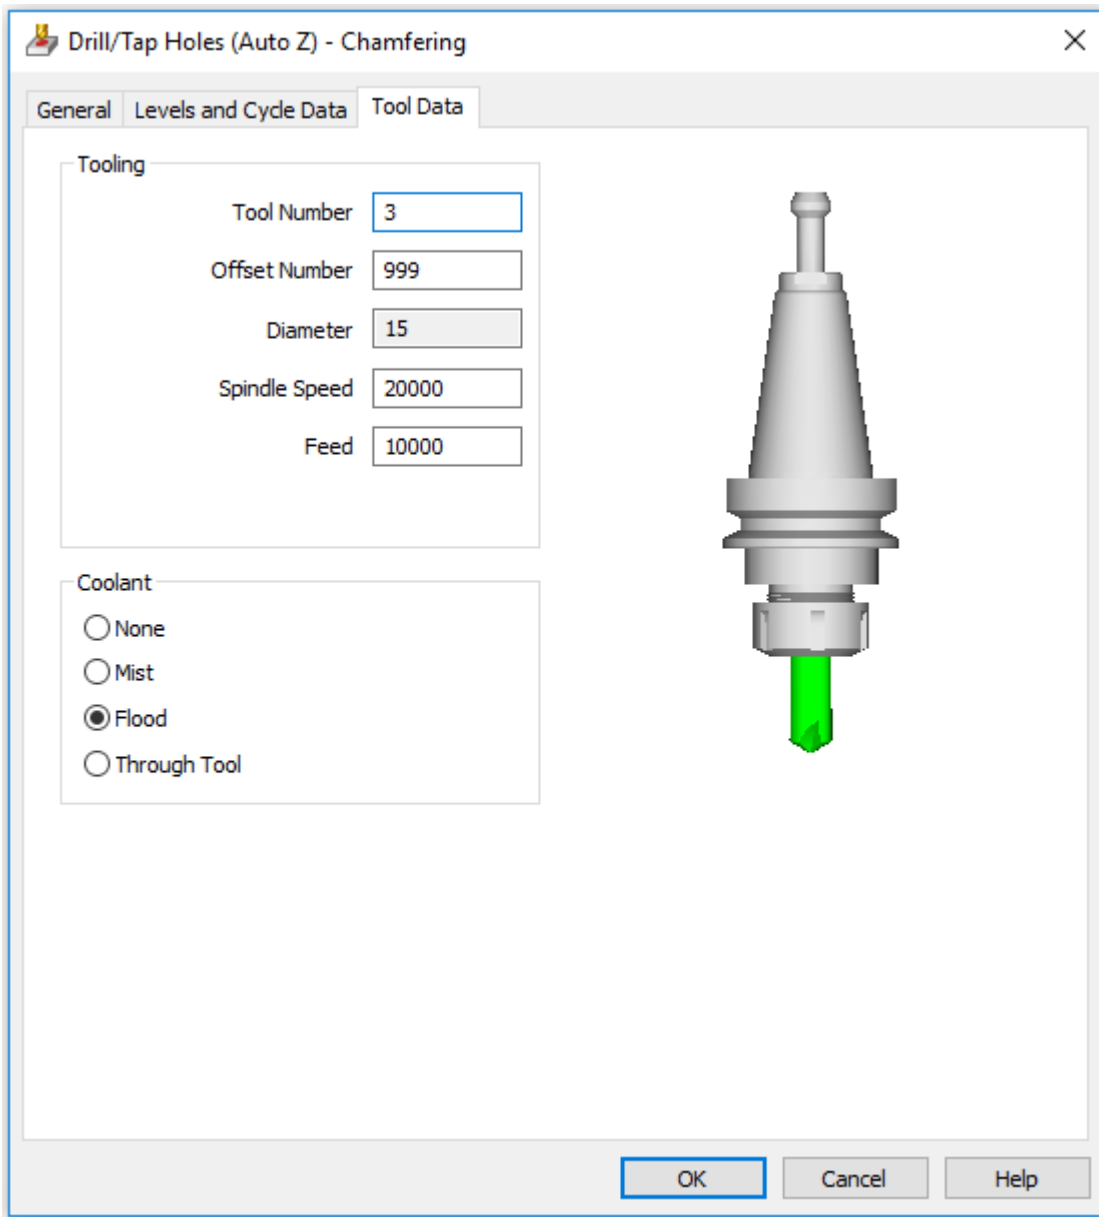 Drill/Tap Holes (Auto Z) - Chamfering
General Levels and Cycle Data Tool Data
Tooling
Tool Number 3
Offset Number 999
Diameter 15
Spindle Speed 20000
Feed 10000
Coolant
None
Mist
Flood
Through Tool
OK Cancel Help